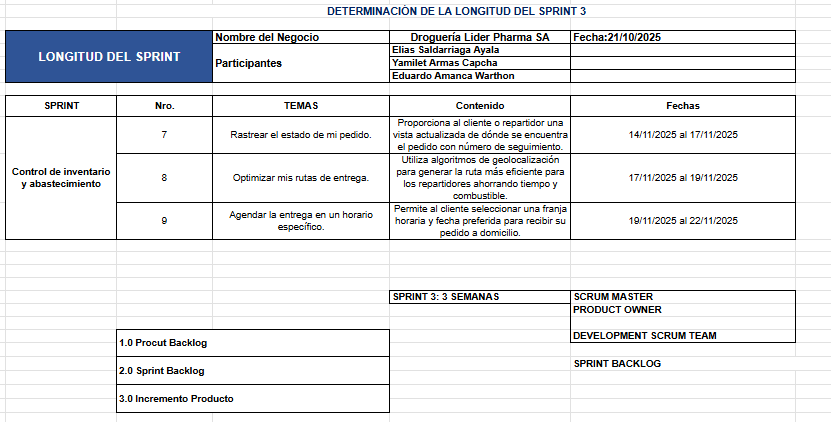 DETERMINACIÓN DE LA LONGITUD DEL SPRINT 3
LONGITUD DEL SPRINT
Nombre del Negocio
Droguería Lider Pharma SA
Fecha:21/10/2025
Participantes
Elias Saldarriaga Ayala
Yamilet Armas Capcha
Eduardo Amanca Warthon
SPRINT
Nro.
TEMAS
Contenido
Fechas
Control de inventario
y abastecimiento
7
Rastrear el estado de mi pedido.
Proporciona al cliente o repartidor una
vista actualizada de dónde se encuentra
el pedido con número de seguimiento.
14/11/2025 al 17/11/2025
8
Optimizar mis rutas de entrega.
Utiliza algoritmos de geolocalización
para generar la ruta más eficiente para
los repartidores ahorrando tiempo y
combustible.
17/11/2025 al 19/11/2025
9
Agendar la entrega en un horario
específico.
Permite al cliente seleccionar una franja
horaria y fecha preferida para recibir su
pedido a domicilio.
19/11/2025 al 22/11/2025
SPRINT 3: 3 SEMANAS
SCRUM MASTER
PRODUCT OWNER
DEVELOPMENT SCRUM TEAM
1.0 Procut Backlog
SPRINT BACKLOG
2.0 Sprint Backlog
3.0 Incremento Producto